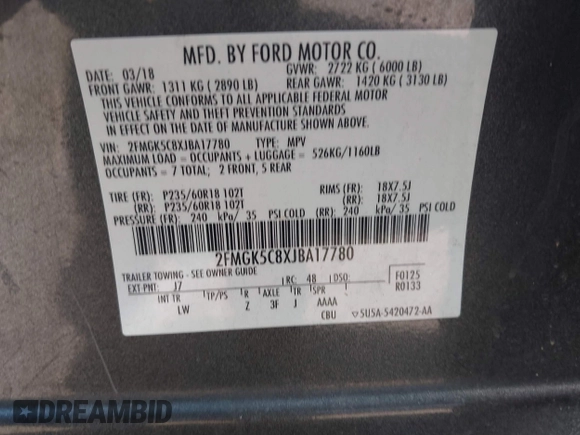 MFD. BY FORD MOTOR CO.
DATE: 03/18 GVWR: 2722 KG ( 6000 LB)
FRONT GAWR: 1311 KG ( 2890 LB) REAR GAWR: 1420 KG ( 3130 LB)
THIS VEHICLE CONFORMS TO ALL APPLICABLE FEDERAL MOTOR
VEHICLE SAFETY AND THEFT PREVENTION STANDARDS
IN EFFECT ON THE DATE OF MANUFACTURE SHOWN ABOVE.
VIN: 2FMGK5C8XJBA17780 TYPE: MPV
MAXIMUM LOAD = OCCUPANTS + LUGGAGE = 526KG/1160LB
OCCUPANTS = 7 TOTAL; 2 FRONT, 5 REAR
TIRE (FR): P235/60R18 102T RIMS (FR): 18X7.5J
(RR): P235/60R18 102T (RR): 18X7.5J
PRESSURE (FR): 240 kPa/ 35 PSI COLD (RR): 240 kPa/ 35 PSI COLD
2FMGK5C8XJBA17780
TRAILER TOWING - SEE OWNER GUIDE
EXT PNT: J7 RC: 48 DSO: F0125
R0133
INT TR TP/PS R AXLE TR SPR
LW Z 3F J AAAA
CBU ▽5U5A-5420472-AA
DREAMBID